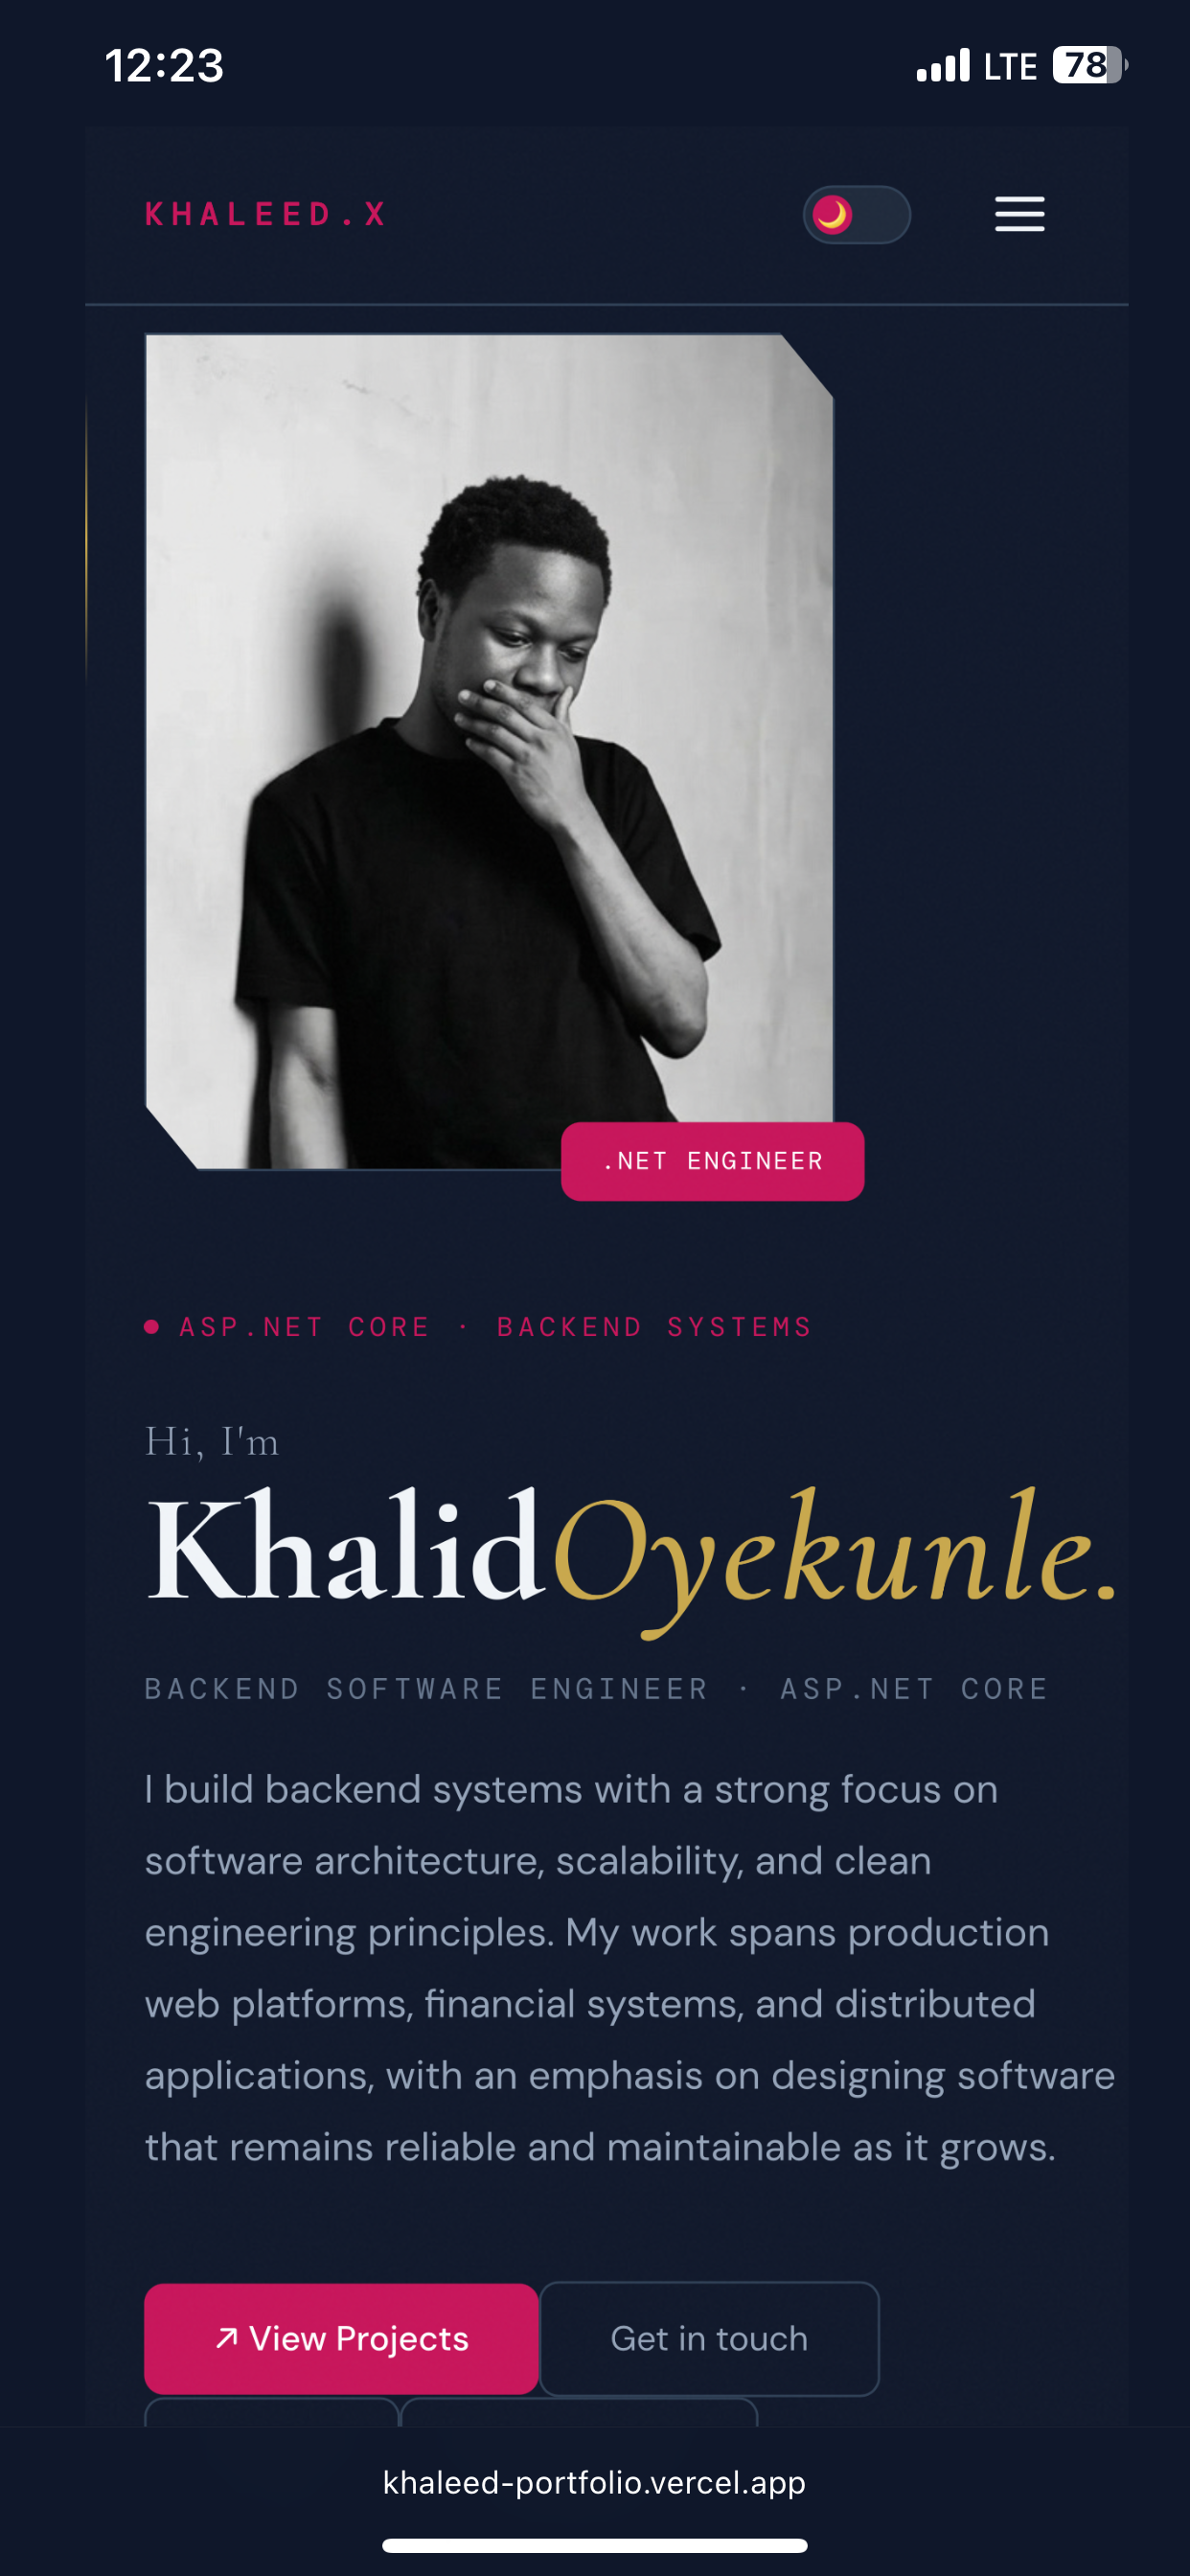 12:23
LTE 78
KHALEED.X
.NET ENGINEER
ASP.NET CORE · BACKEND SYSTEMS
Hi, I'm
KhalidOyekunle.
BACKEND SOFTWARE ENGINEER · ASP.NET CORE
I build backend systems with a strong focus on
software architecture, scalability, and clean
engineering principles. My work spans production
web platforms, financial systems, and distributed
applications, with an emphasis on designing software
that remains reliable and maintainable as it grows.
↗ View Projects
Get in touch
khaleed-portfolio.vercel.app